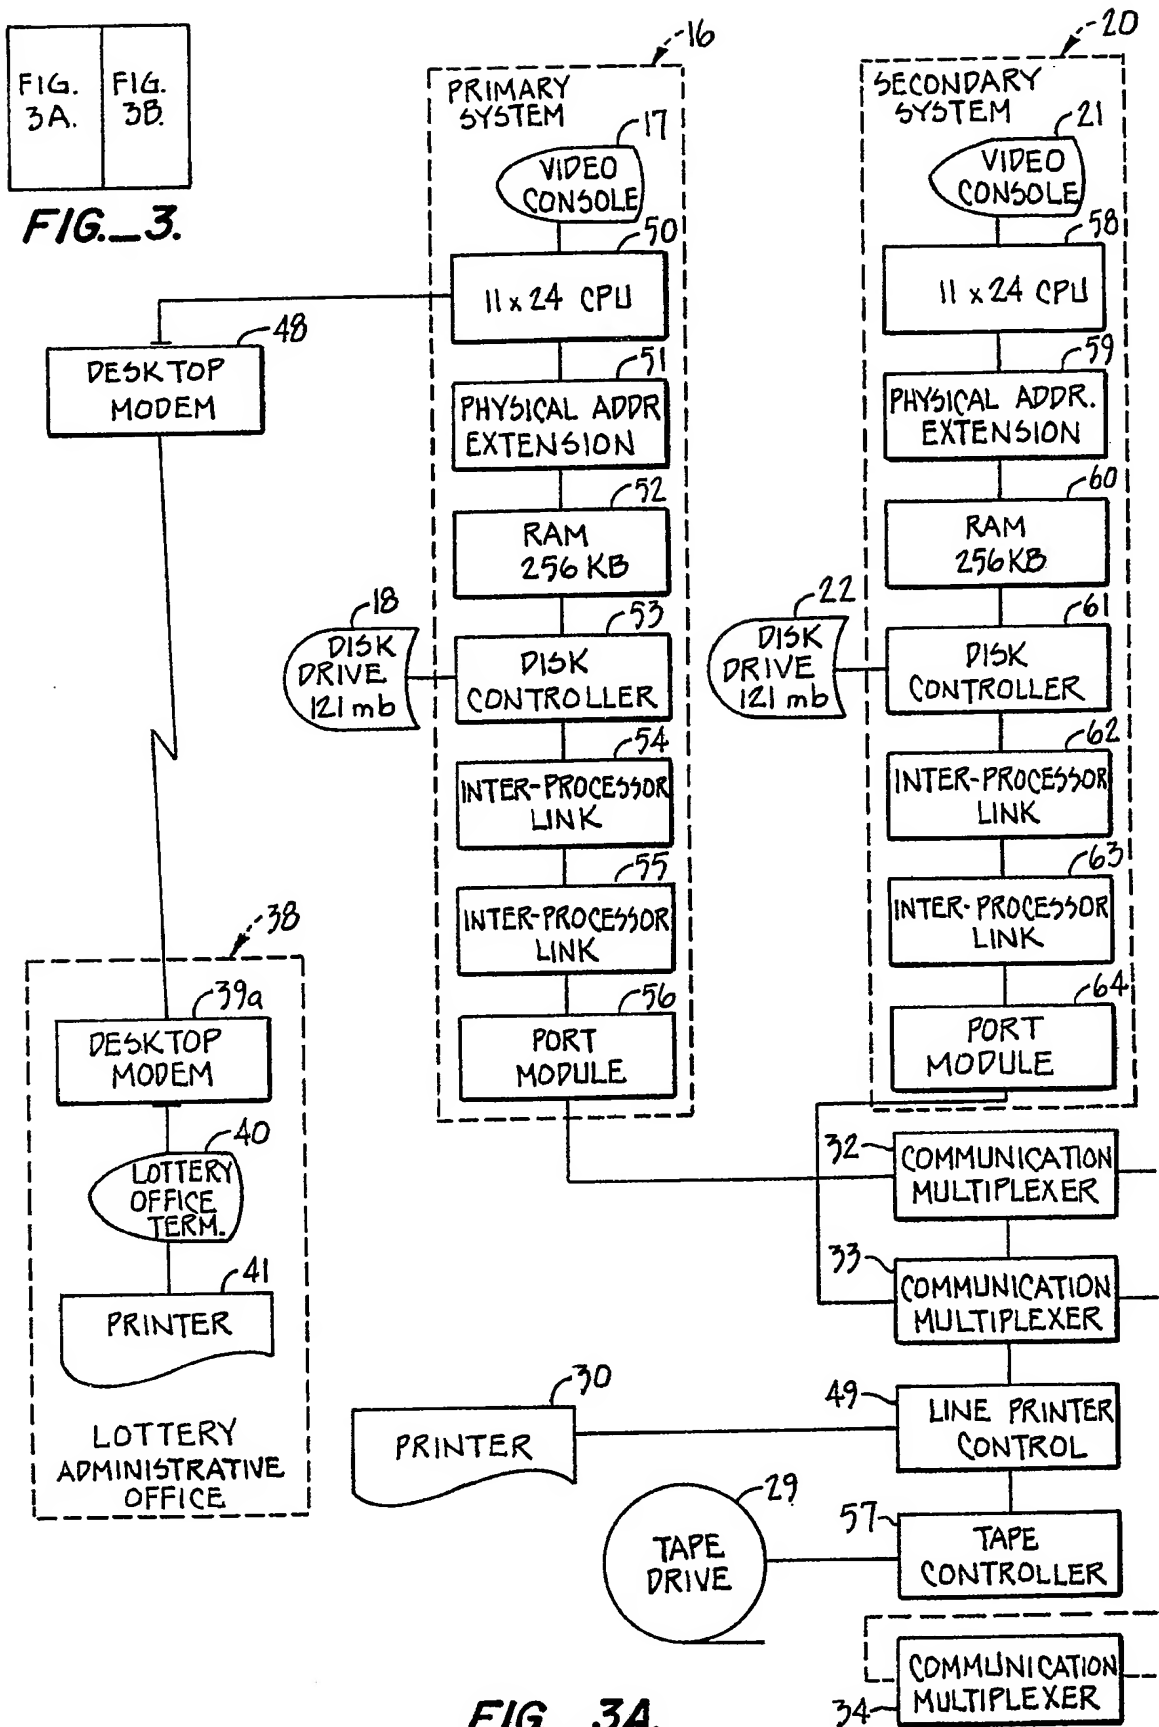 FIG.
3A.
FIG.
3B.
FIG._3.
16
PRIMARY
SYSTEM
17
VIDEO
CONSOLE
50
11 x 24 CPU
51
PHYSICAL ADDR
EXTENSION
52
RAM
256 KB
18
DISK
DRIVE
121 mb
53
DISK
CONTROLLER
54
INTER-PROCESSOR
LINK
55
INTER-PROCESSOR
LINK
56
PORT
MODULE
20
SECONDARY
SYSTEM
21
VIDEO
CONSOLE
58
11 x 24 CPU
59
PHYSICAL ADDR.
EXTENSION
60
RAM
256 KB
22
DISK
DRIVE
121 mb
61
DISK
CONTROLLER
62
INTER-PROCESSOR
LINK
63
INTER-PROCESSOR
LINK
64
PORT
MODULE
48
DESKTOP
MODEM
38
39a
DESKTOP
MODEM
40
LOTTERY
OFFICE
TERM.
41
PRINTER
LOTTERY
ADMINISTRATIVE
OFFICE
32
COMMUNICATION
MULTIPLEXER
33
COMMUNICATION
MULTIPLEXER
30
PRINTER
49
LINE PRINTER
CONTROL
29
TAPE
DRIVE
57
TAPE
CONTROLLER
COMMUNICATION
MULTIPLEXER
34
FIG._3A.